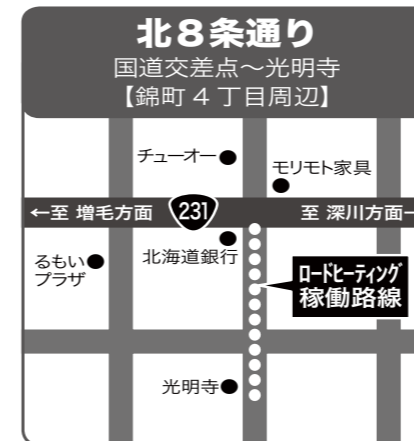 北8条通り
国道交差点～光明寺
【錦町4丁目周辺】
チューオー
モリモト家具
←至 増毛方面
231
至 深川方面
るもい
プラザ
北海道銀行
ロードヒーティング
稼働路線
光明寺